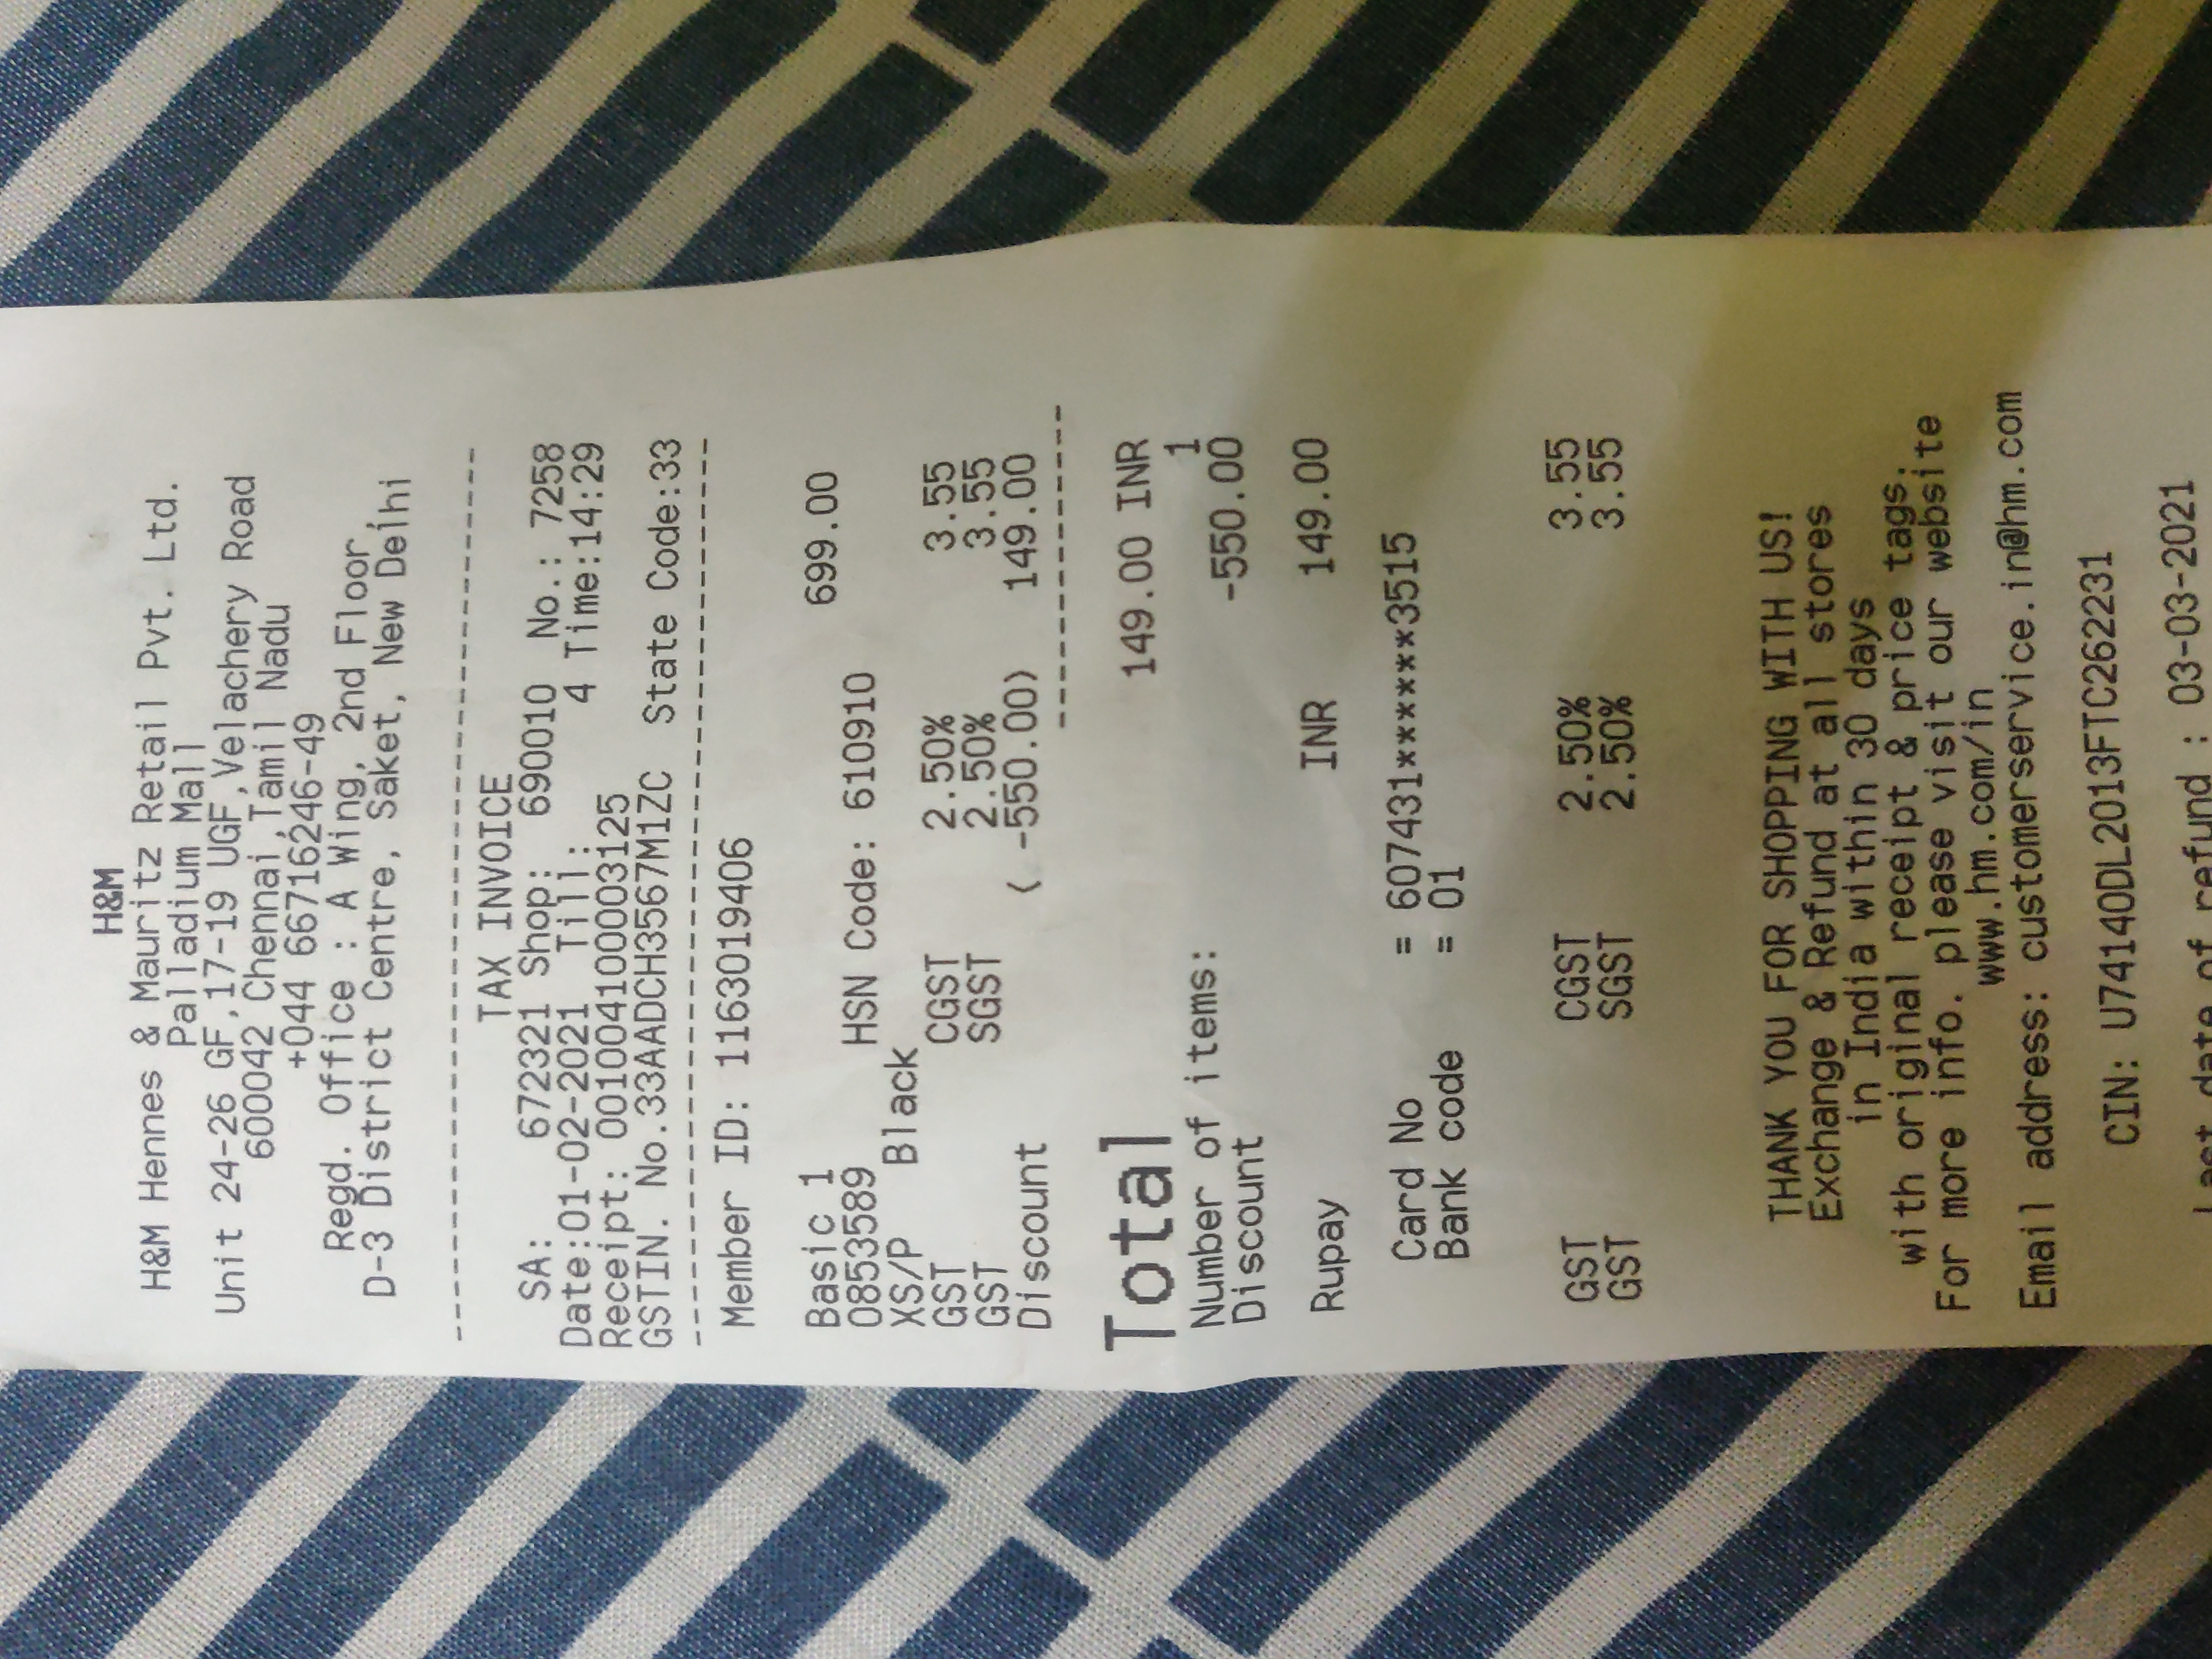 H&M
H&M Hennes & Mauritz Retail Pvt. Ltd.
Palladium Mall
Unit 24-26 GF,17-19 UGF,Velachery Road
600042 Chennai,Tamil Nadu
+044 66716246-49
Regd. Office : A Wing, 2nd Floor,
D-3 District Centre, Saket, New Delhi
----------------------------------------
TAX INVOICE
SA: 672321 Shop: 690010 No.: 7258
Date:01-02-2021 Till: 4 Time:14:29
Receipt: 001004100003125
GSTIN. No.33AADCH3567M1ZC State Code:33
----------------------------------------
Member ID: 1163019406
Basic 1 699.00
0853589 HSN Code: 610910
XS/P Black
GST CGST 2.50% 3.55
GST SGST 2.50% 3.55
Discount ( -550.00) 149.00
--------------
Total 149.00 INR
Number of items: 1
Discount -550.00
Rupay INR 149.00
Card No = 607431******3515
Bank code = 01
GST CGST 2.50% 3.55
GST SGST 2.50% 3.55
THANK YOU FOR SHOPPING WITH US!
Exchange & Refund at all stores
in India within 30 days
with original receipt & price tags.
For more info. please visit our website
www.hm.com/in
Email address: customerservice.in@hm.com
CIN: U74140DL2013FTC262231
Last date of refund : 03-03-2021